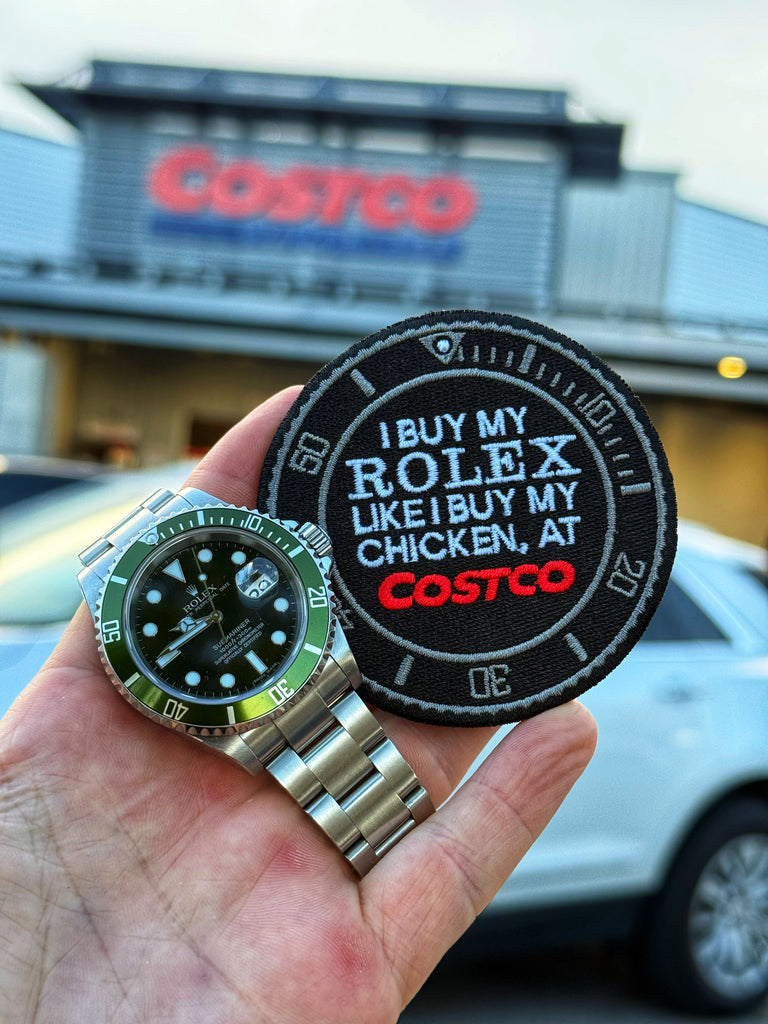 COSTCO
I BUY MY
ROLEX
LIKE I BUY MY
CHICKEN, AT
COSTCO
10
20
30
50
ROLEX
SUBMARINER
10
20
30
40
50